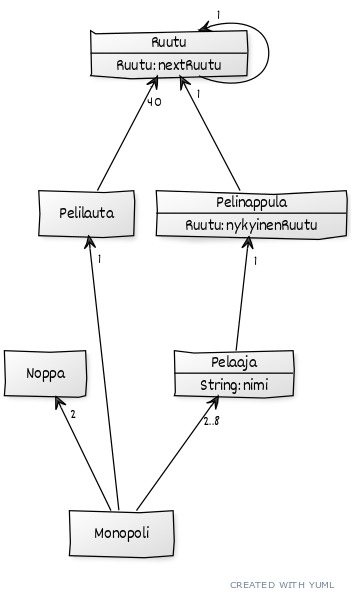 1
Ruutu
Ruutu: nextRuutu
40
1
Pelilauta
Pelinappula
Ruutu: nykyinenRuutu
1
1
Noppa
Pelaaja
String: nimi
2
2..8
Monopoli
CREATED WITH YUML